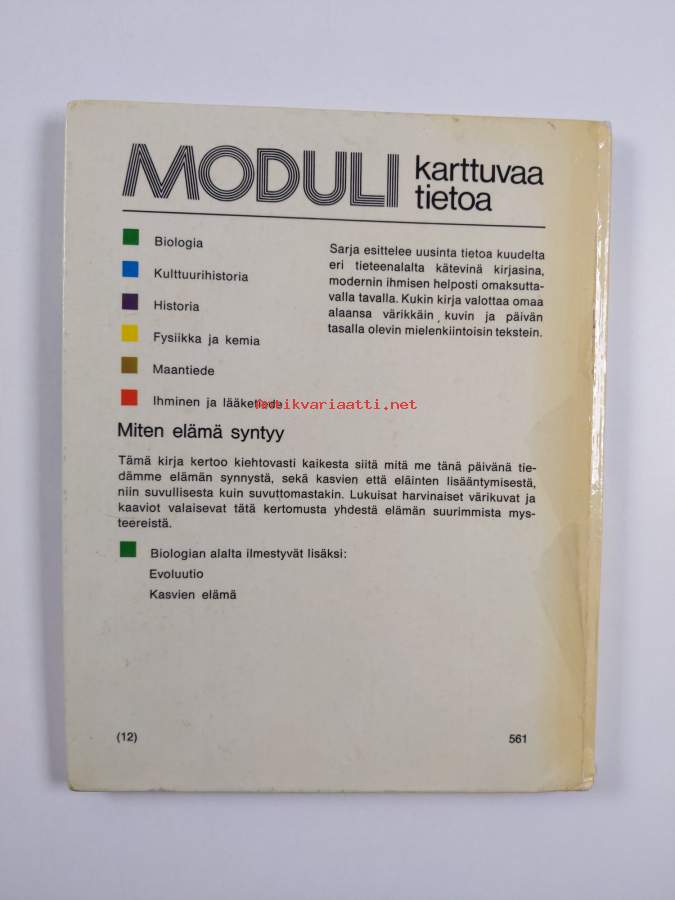 MODULI karttuvaa
tietoa
Biologia
Kulttuurihistoria
Historia
Fysiikka ja kemia
Maantiede
Ihminen ja lääketiede
Sarja esittelee uusinta tietoa kuudelta
eri tieteenalalta kätevinä kirjasina,
modernin ihmisen helposti omaksutta-
valla tavalla. Kukin kirja valottaa omaa
alaansa värikkäin kuvin ja päivän
tasalla olevin mielenkiintoisin tekstein.
Antikvariaatti.net
Miten elämä syntyy
Tämä kirja kertoo kiehtovasti kaikesta siitä mitä me tänä päivänä tie-
dämme elämän synnystä, sekä kasvien että eläinten lisääntymisestä,
niin suvullisesta kuin suvuttomastakin. Lukuisat harvinaiset värikuvat ja
kaaviot valaisevat tätä kertomusta yhdestä elämän suurimmista mys-
teereistä.
Biologian alalta ilmestyvät lisäksi:
Evoluutio
Kasvien elämä
(12)
561